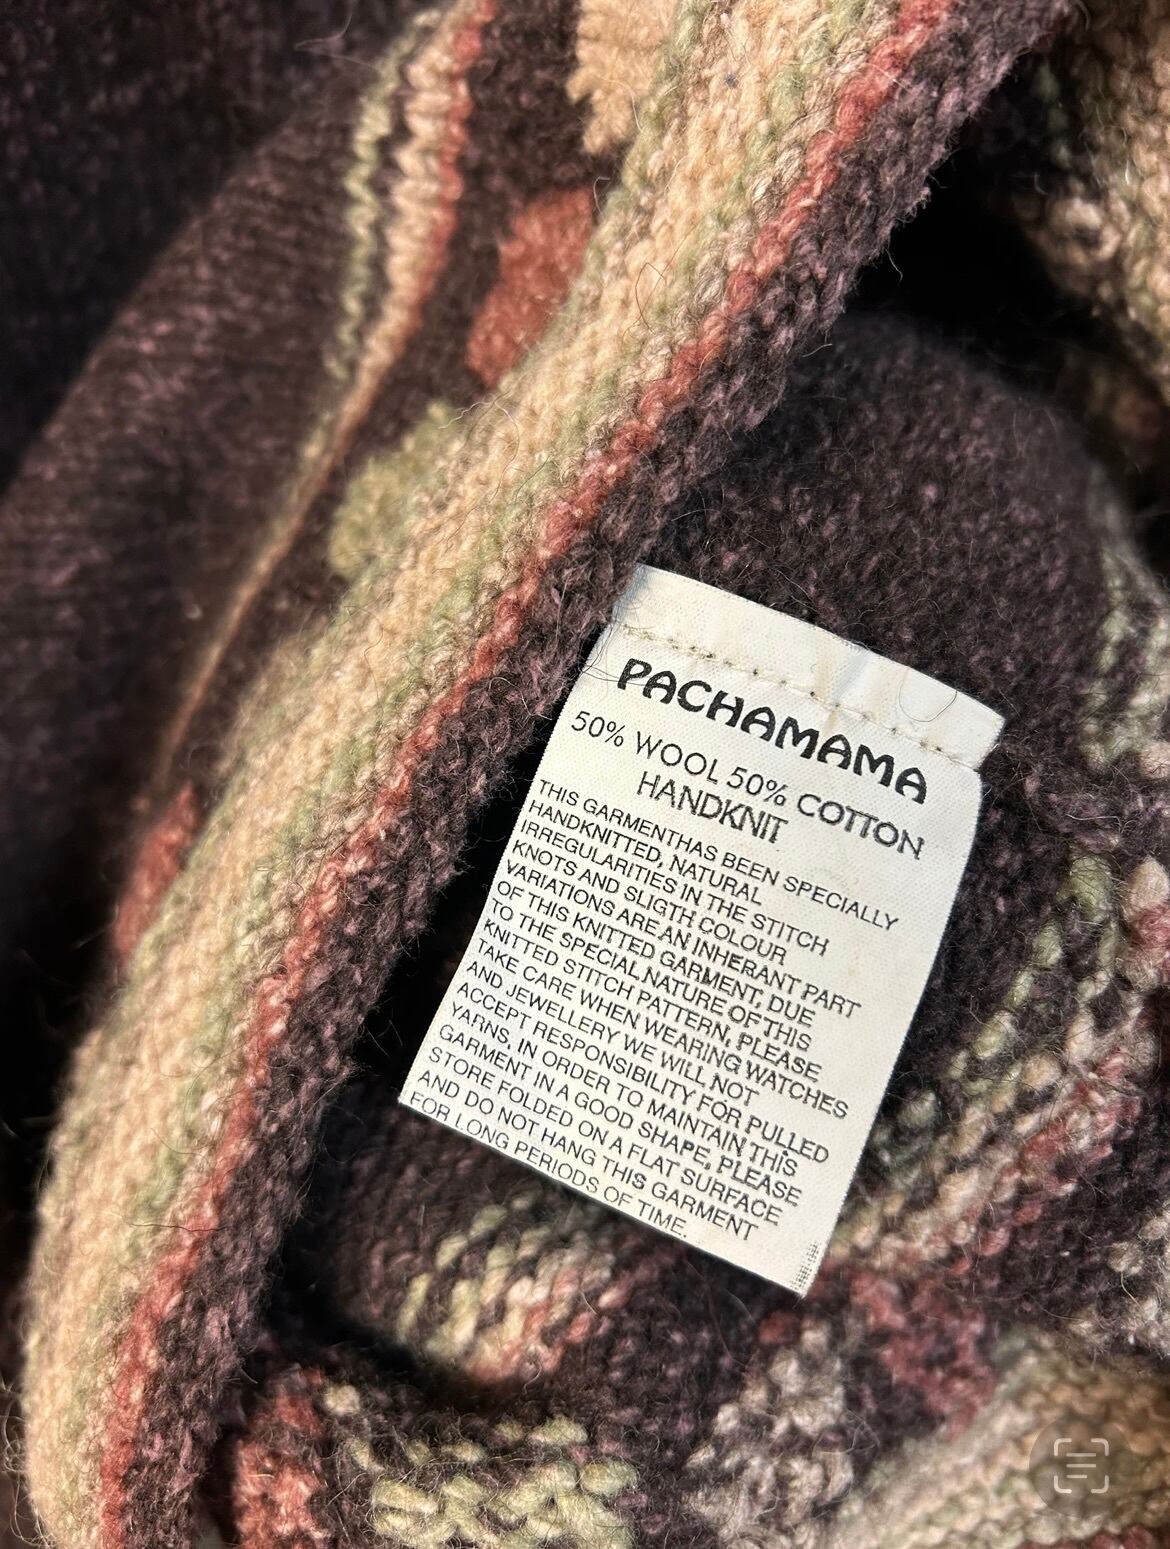 PACHAMAMA
50% WOOL 50% COTTON
HANDKNIT
THIS GARMENTHAS BEEN SPECIALLY
HANDKNITTED, NATURAL
IRREGULARITIES IN THE STITCH
KNOTS AND SLIGTH COLOUR
VARIATIONS ARE AN INHERANT PART
OF THIS KNITTED GARMENT, DUE
TO THE SPECIAL NATURE OF THIS
KNITTED STITCH PATTERN, PLEASE
TAKE CARE WHEN WEARING WATCHES
AND JEWELLERY WE WILL NOT
ACCEPT RESPONSIBILITY FOR PULLED
YARNS, IN ORDER TO MAINTAIN THIS
GARMENT IN A GOOD SHAPE, PLEASE
STORE FOLDED ON A FLAT SURFACE
AND DO NOT HANG THIS GARMENT
FOR LONG PERIODS OF TIME.